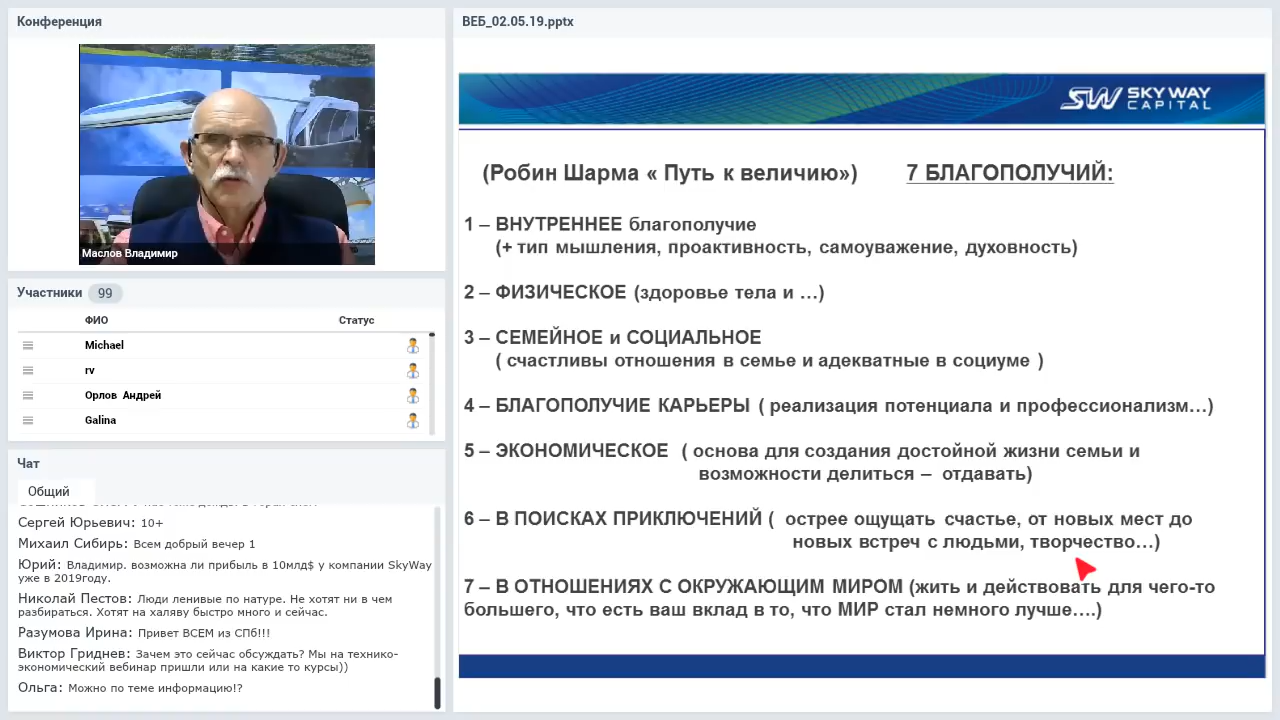 Конференция
Маслов Владимир
Участники 99
ФИО Статус
Michael
rv
Орлов Андрей
Galina
Чат
Общий
Сергей Юрьевич: 10+
Михаил Сибирь: Всем добрый вечер 1
Юрий: Владимир. возможна ли прибыль в 10млд$ у компании SkyWay
уже в 2019году.
Николай Пестов: Люди ленивые по натуре. Не хотят ни в чем
разбираться. Хотят на халяву быстро много и сейчас.
Разумова Ирина: Привет ВСЕМ из СПб!!!
Виктор Гриднев: Зачем это сейчас обсуждать? Мы на технико-
экономический вебинар пришли или на какие то курсы))
Ольга: Можно по теме информацию!?
ВЕБ_02.05.19.pptx
SW SKY WAY
CAPITAL
(Робин Шарма « Путь к величию») 7 БЛАГОПОЛУЧИЙ:
1 – ВНУТРЕННЕЕ благополучие
(+ тип мышления, проактивность, самоуважение, духовность)
2 – ФИЗИЧЕСКОЕ (здоровье тела и …)
3 – СЕМЕЙНОЕ и СОЦИАЛЬНОЕ
( счастливы отношения в семье и адекватные в социуме )
4 – БЛАГОПОЛУЧИЕ КАРЬЕРЫ ( реализация потенциала и профессионализм…)
5 – ЭКОНОМИЧЕСКОЕ ( основа для создания достойной жизни семьи и
возможности делиться – отдавать)
6 – В ПОИСКАХ ПРИКЛЮЧЕНИЙ ( острее ощущать счастье, от новых мест до
новых встреч с людьми, творчество…)
7 – В ОТНОШЕНИЯХ С ОКРУЖАЮЩИМ МИРОМ (жить и действовать для чего-то
большего, что есть ваш вклад в то, что МИР стал немного лучше….)